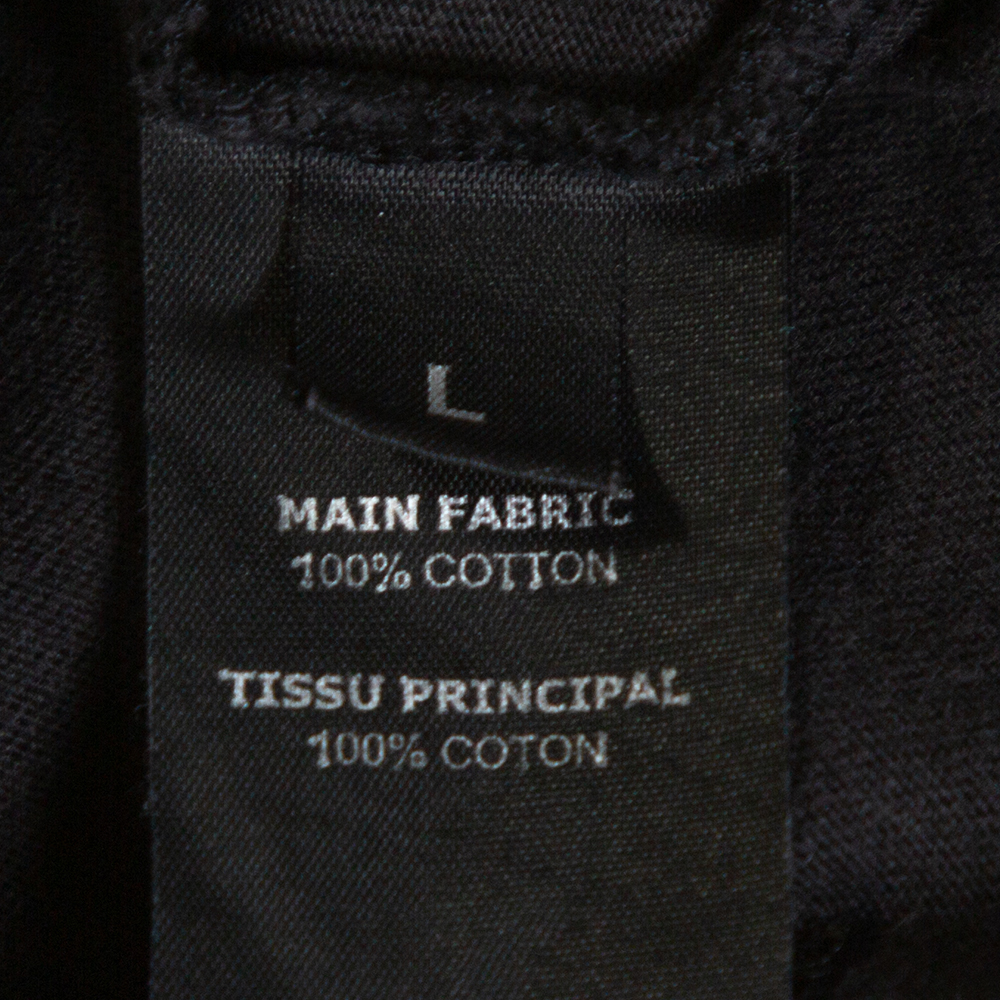 L
MAIN FABRIC
100% COTTON
TISSU PRINCIPAL
100% COTON